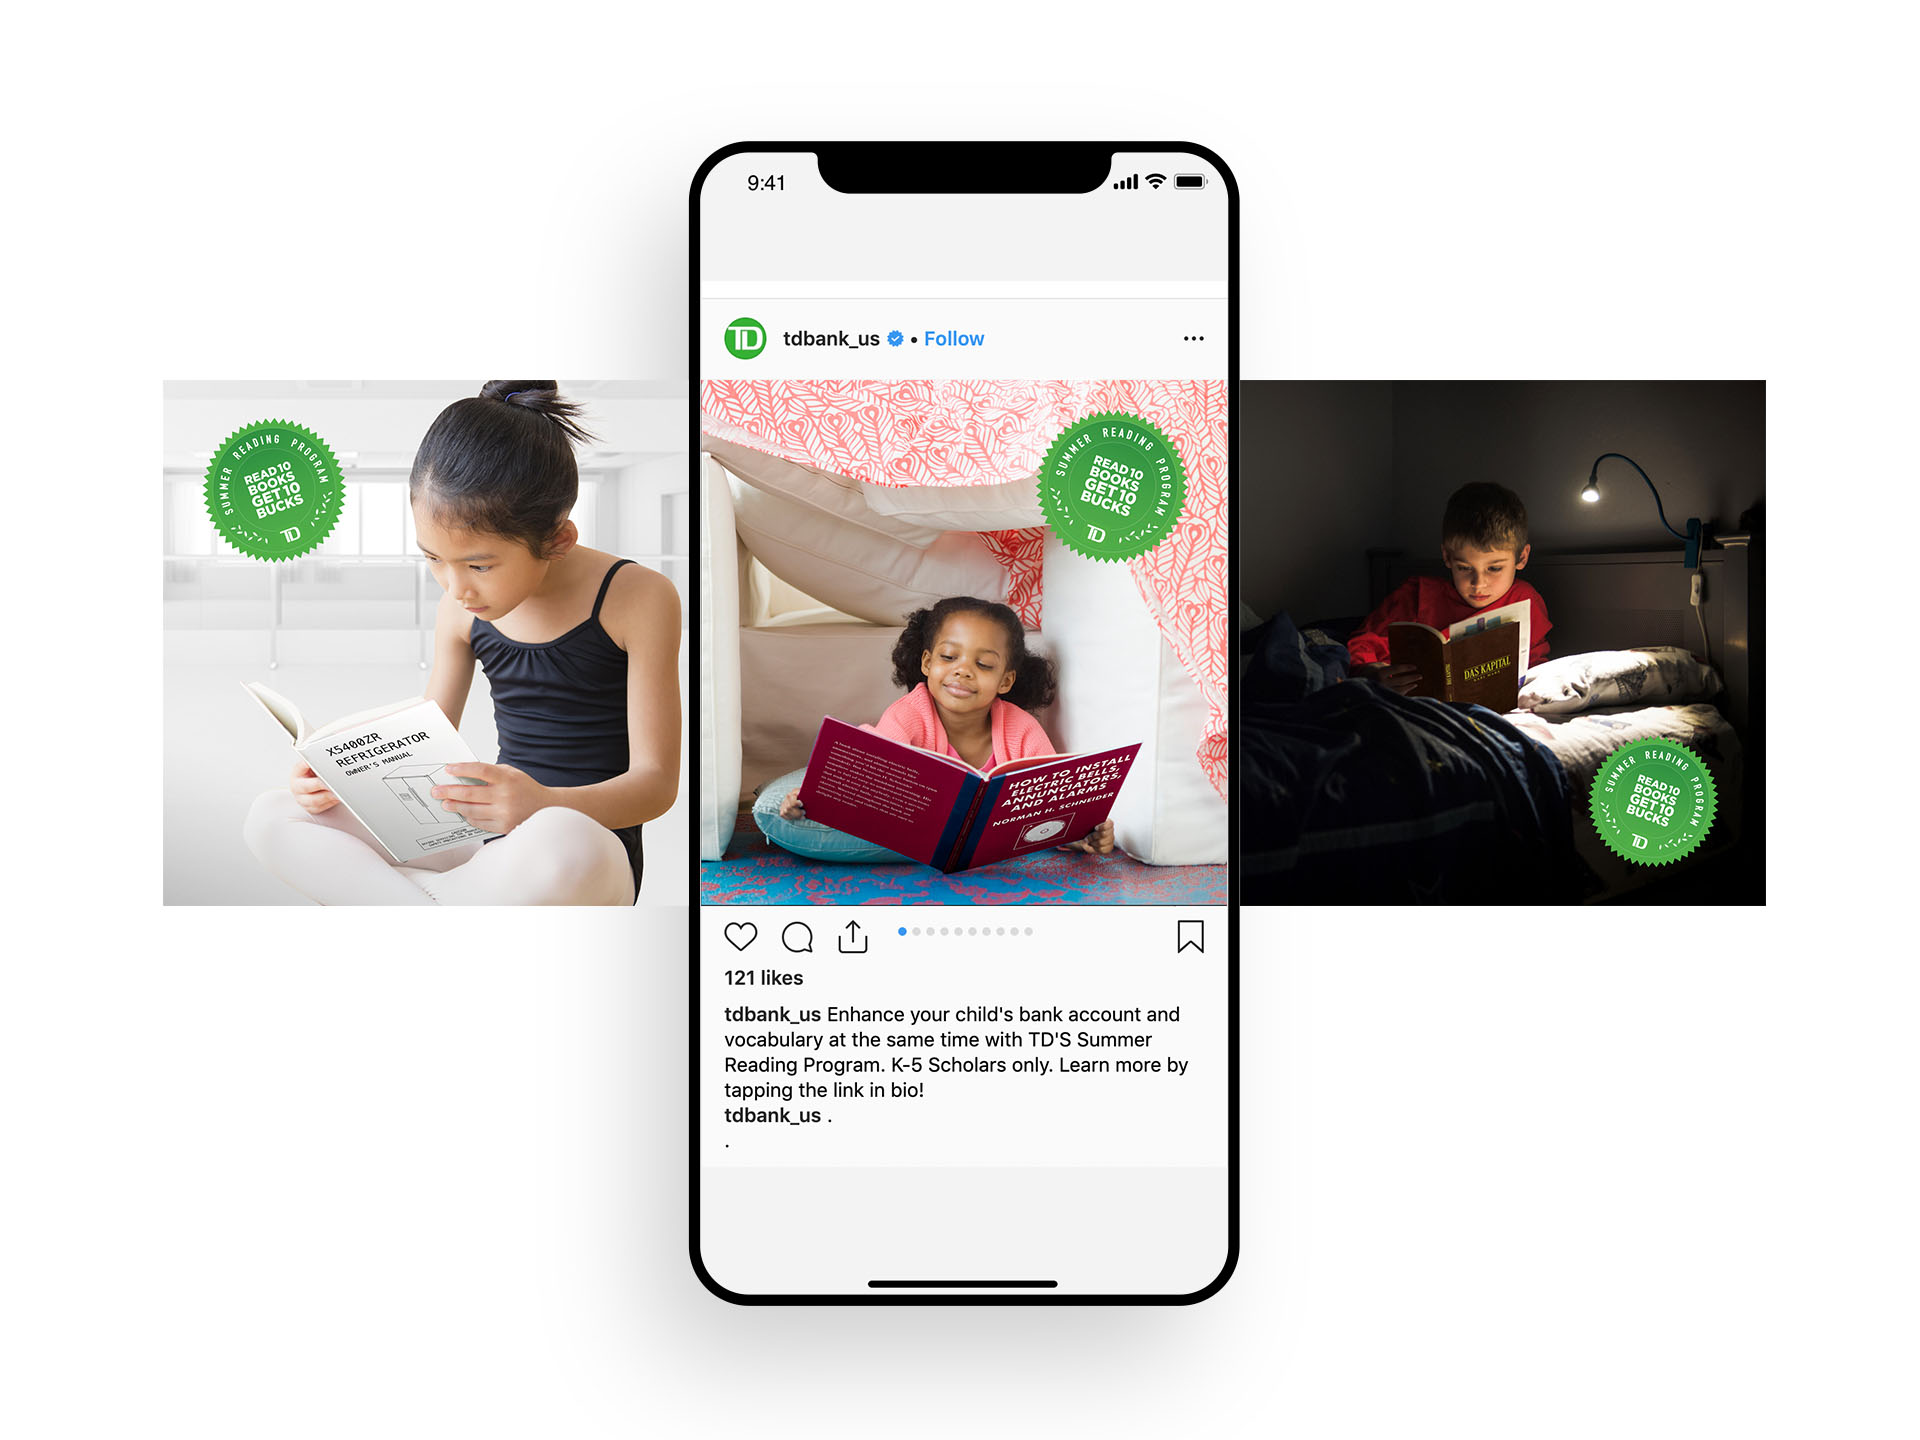 9:41
TD
tdbank_us • Follow
SUMMER READING PROGRAM
READ 10
BOOKS
GET 10
BUCKS
TD
X5400ZR
REFRIGERATOR
OWNER'S MANUAL
SUMMER READING PROGRAM
READ 10
BOOKS
GET 10
BUCKS
TD
HOW TO INSTALL
ELECTRIC BELLS,
ANNUNCIATORS,
AND ALARMS
NORMAN H. SCHNEIDER
DAS KAPITAL
KARL MARX
SUMMER READING PROGRAM
READ 10
BOOKS
GET 10
BUCKS
TD
121 likes
tdbank_us Enhance your child's bank account and
vocabulary at the same time with TD'S Summer
Reading Program. K-5 Scholars only. Learn more by
tapping the link in bio!
tdbank_us .
.